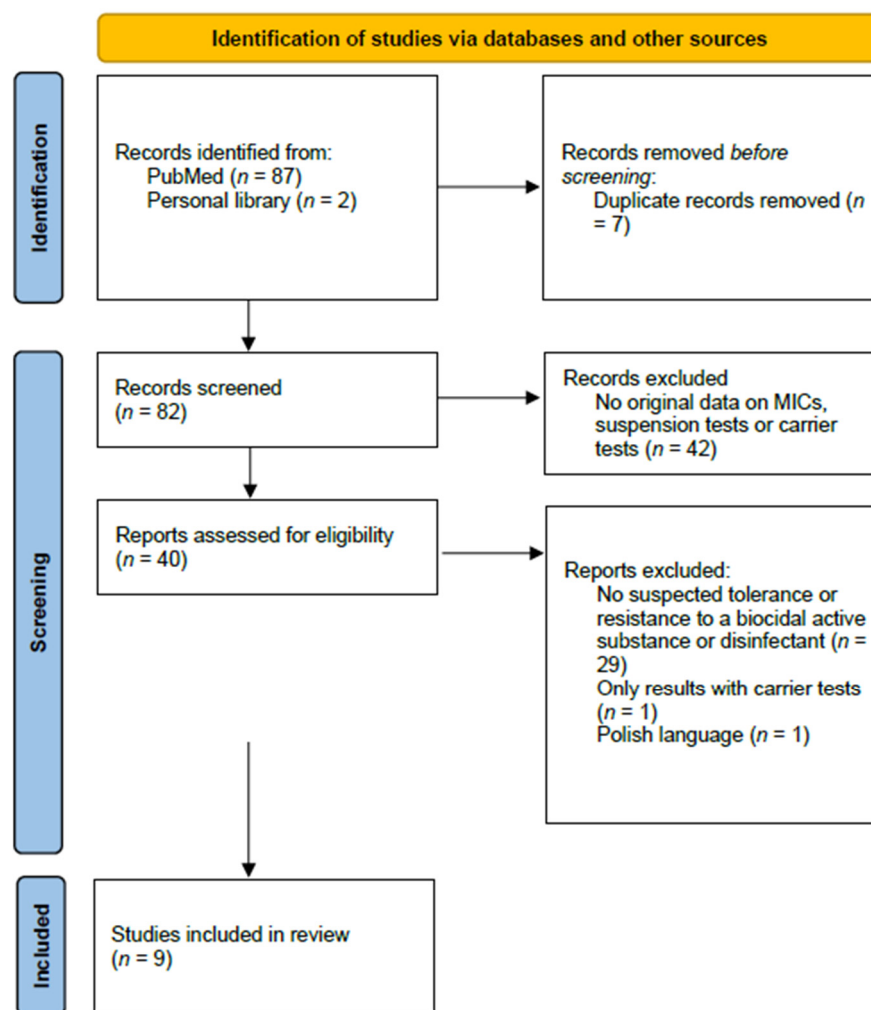 Identification of studies via databases and other sources
Identification
Records identified from:
PubMed (n = 87)
Personal library (n = 2)
Records removed before
screening:
Duplicate records removed (n
= 7)
Screening
Records screened
(n = 82)
Records excluded
No original data on MICs,
suspension tests or carrier
tests (n = 42)
Reports assessed for eligibility
(n = 40)
Reports excluded:
No suspected tolerance or
resistance to a biocidal active
substance or disinfectant (n =
29)
Only results with carrier tests
(n = 1)
Polish language (n = 1)
Included
Studies included in review
(n = 9)